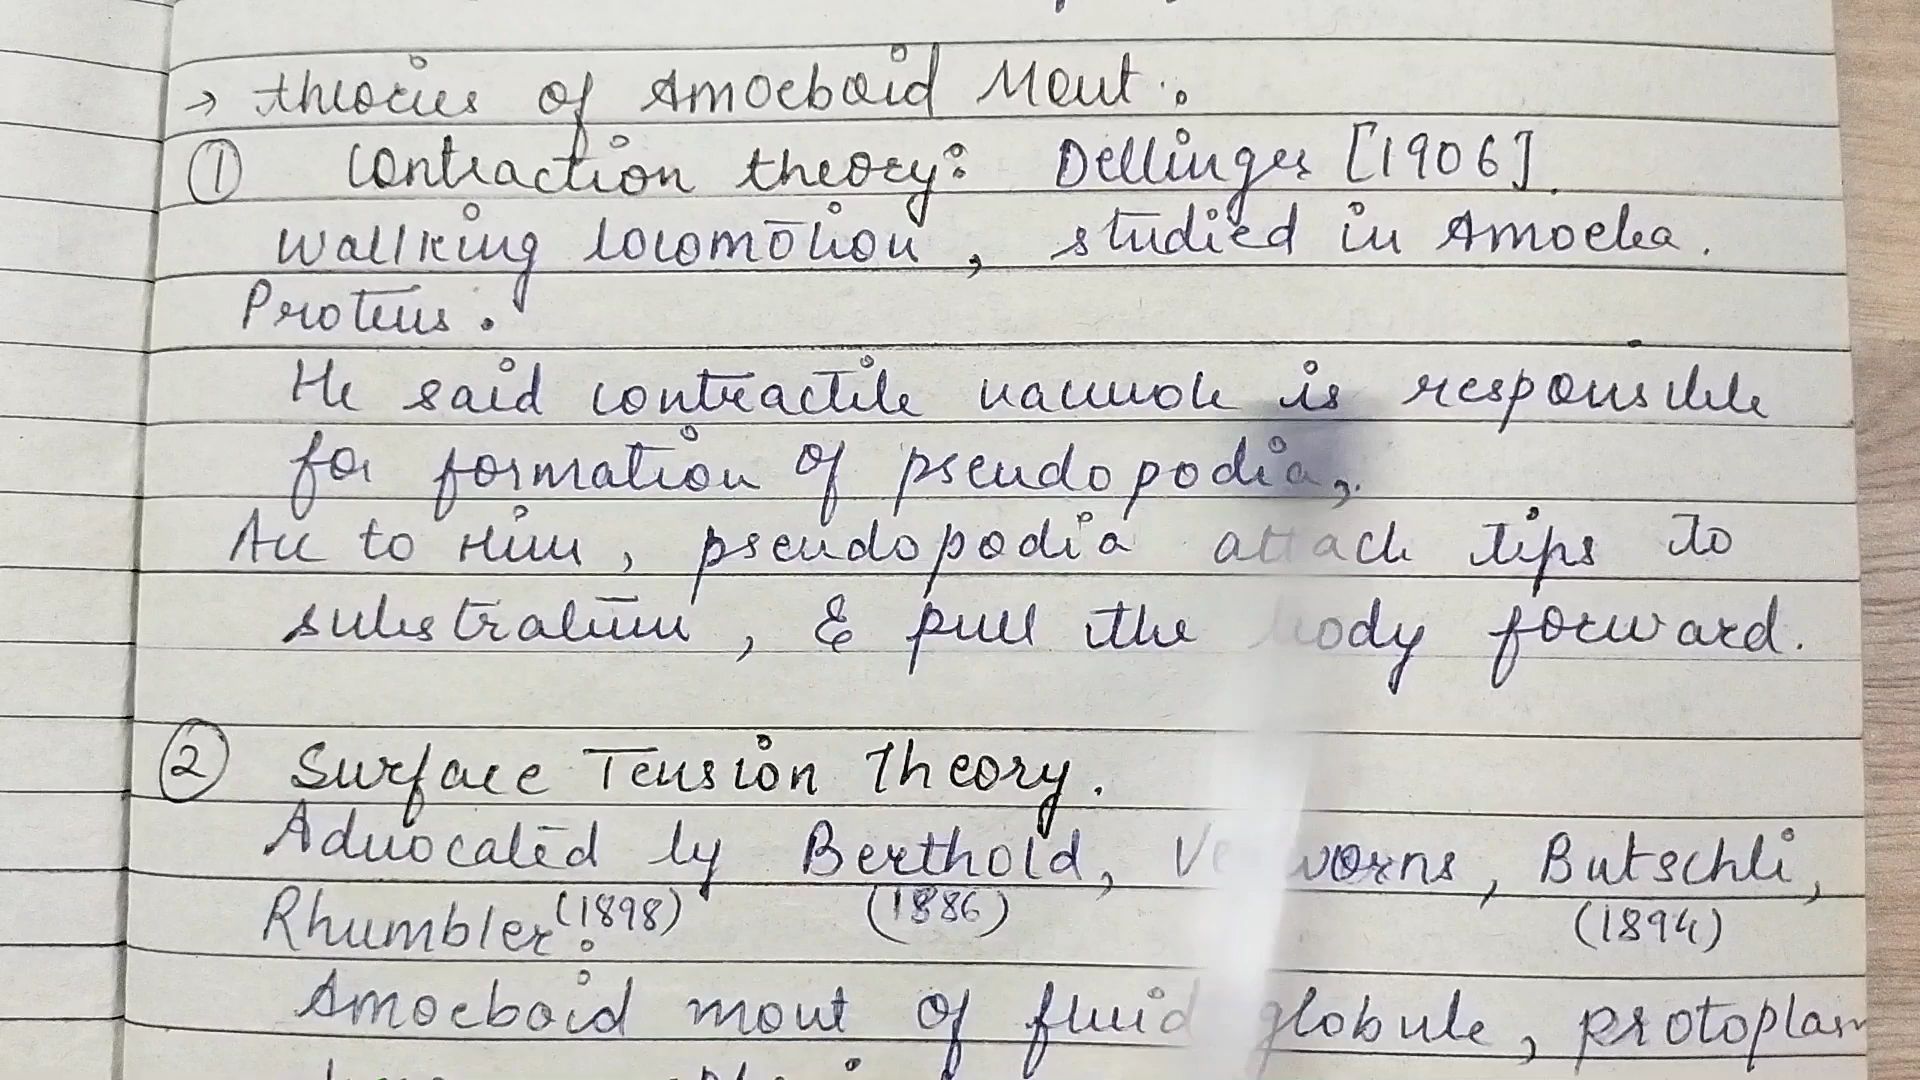 → theories of Amoeboid Movt.
① Contraction theory: Dellinger [1906].
Walking locomotion, studied in Amoeba.
Proteus.
He said contractile vacuole is responsible
for formation of pseudopodia,.
Acc to Him, pseudopodia attach tips to
substratum, & pull the body forward.
② Surface Tension Theory.
Advocated by Berthold, Butschli,
Rhumbler: (1898) (1886) (1894)
Amoeboid movt of fluid globule, protoplasm